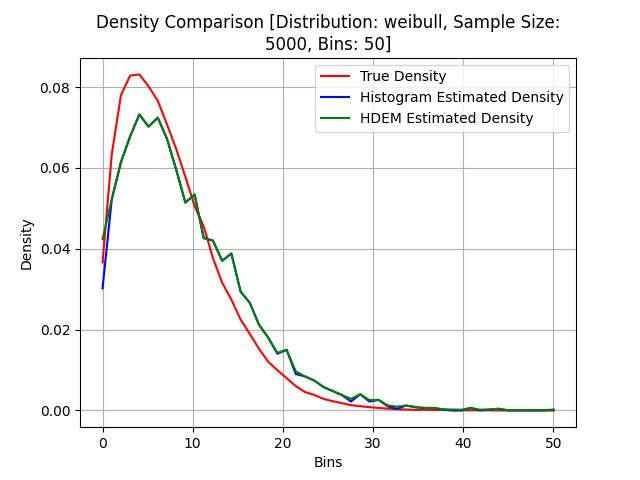 Density Comparison [Distribution: weibull, Sample Size:
5000, Bins: 50]
True Density
Histogram Estimated Density
HDEM Estimated Density
Density
0.08
0.06
0.04
0.02
0.00
0 10 20 30 40 50
Bins